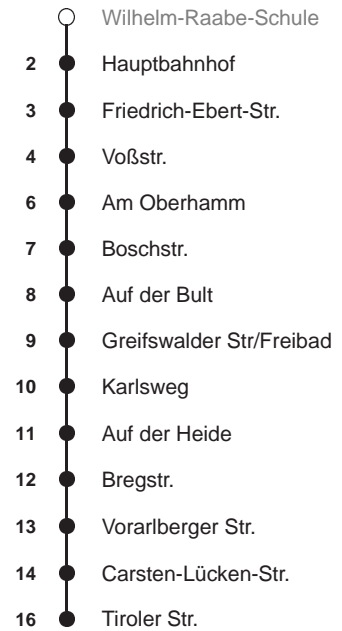 Wilhelm-Raabe-Schule
2 Hauptbahnhof
3 Friedrich-Ebert-Str.
4 Voßstr.
6 Am Oberhamm
7 Boschstr.
8 Auf der Bult
9 Greifswalder Str/Freibad
10 Karlsweg
11 Auf der Heide
12 Bregstr.
13 Vorarlberger Str.
14 Carsten-Lücken-Str.
16 Tiroler Str.